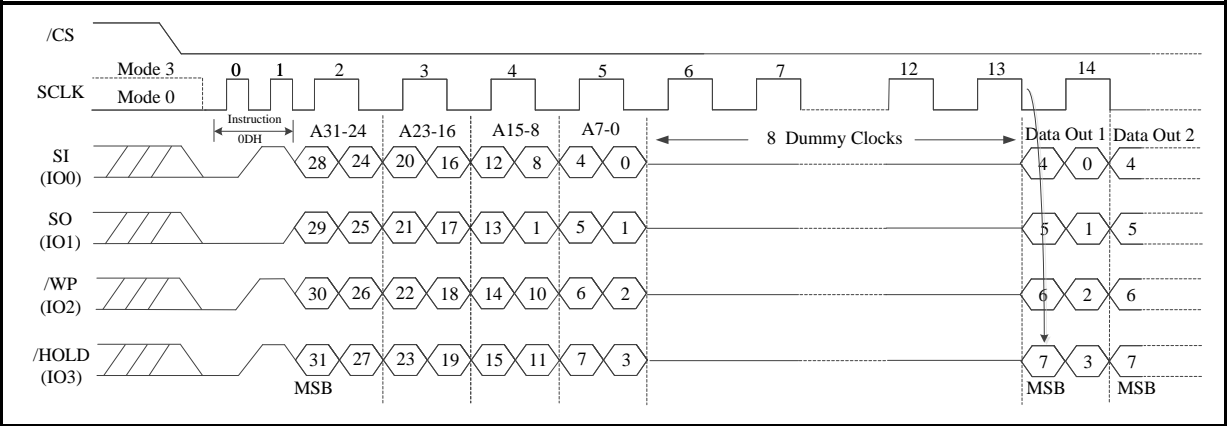 /CS
Mode 3 0 1 2 3 4 5 6 7 12 13 14
SCLK
Mode 0
Instruction
0DH
A31-24 A23-16 A15-8 A7-0 8 Dummy Clocks Data Out 1 Data Out 2
SI
(IO0)
28 24 20 16 12 8 4 0 4 0 4
SO
(IO1)
29 25 21 17 13 1 5 1 5 1 5
/WP
(IO2)
30 26 22 18 14 10 6 2 6 2 6
/HOLD
(IO3)
31 27 23 19 15 11 7 3 7 3 7
MSB MSB MSB